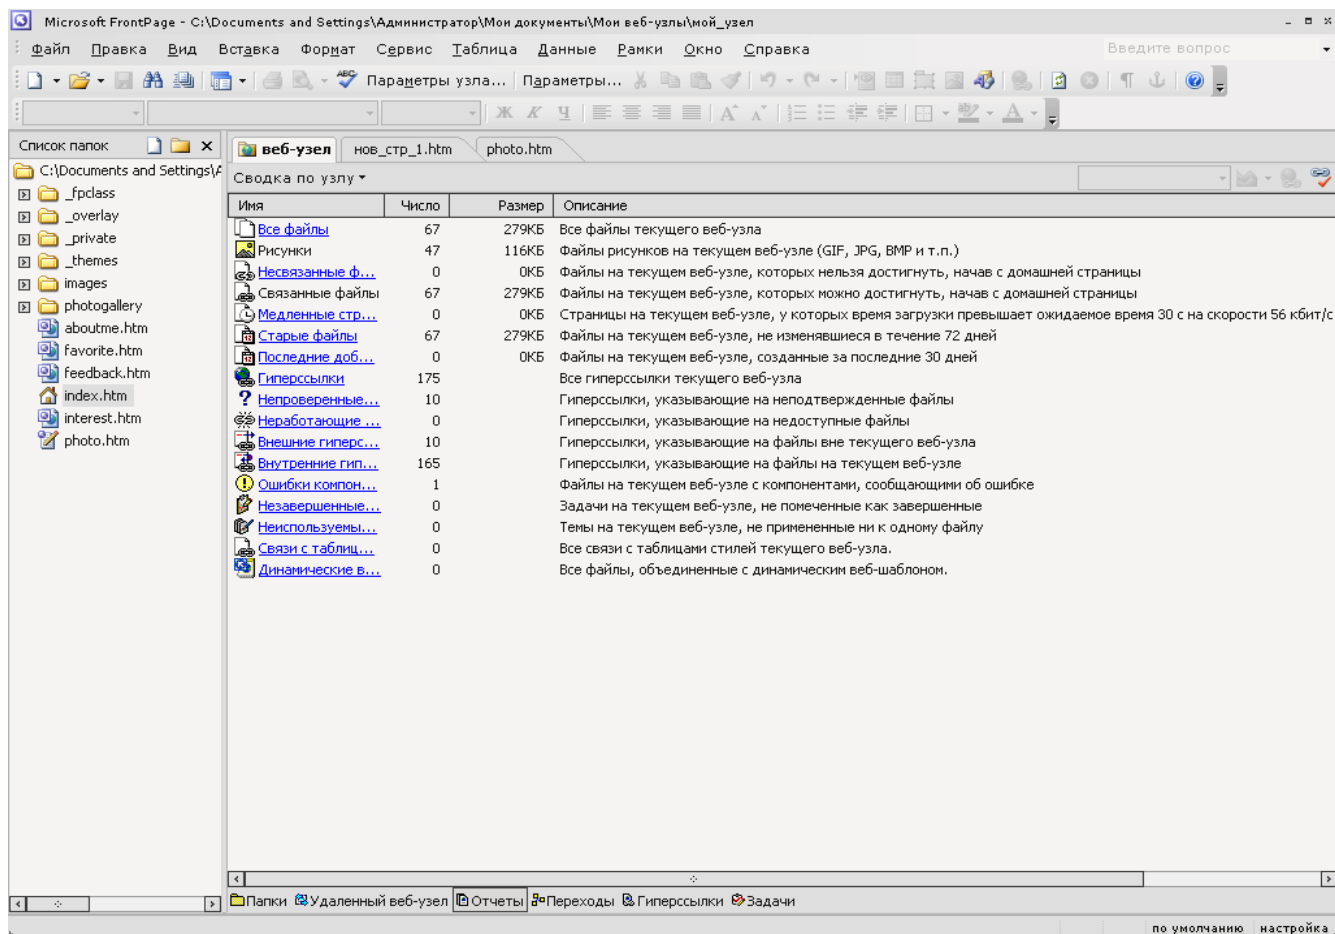 Microsoft FrontPage - C:\Documents and Settings\Администратор\Мои документы\Мои веб-узлы\мой_узел
Файл Правка Вид Вставка Формат Сервис Таблица Данные Рамки Окно Справка Введите вопрос
ABC Параметры узла... Параметры...
Ж К Ч А А А
Список папок
веб-узел нов_стр_1.htm photo.htm
C:\Documents and Settings\А
Сводка по узлу
_fpclass
_overlay
_private
_themes
images
photogallery
aboutme.htm
favorite.htm
feedback.htm
index.htm
interest.htm
photo.htm
Имя Число Размер Описание
Все файлы 67 279КБ Все файлы текущего веб-узла
Рисунки 47 116КБ Файлы рисунков на текущем веб-узле (GIF, JPG, BMP и т.п.)
Несвязанные ф... 0 0КБ Файлы на текущем веб-узле, которых нельзя достигнуть, начав с домашней страницы
Связанные файлы 67 279КБ Файлы на текущем веб-узле, которых можно достигнуть, начав с домашней страницы
Медленные стр... 0 0КБ Страницы на текущем веб-узле, у которых время загрузки превышает ожидаемое время 30 с на скорости 56 кбит/с
Старые файлы 67 279КБ Файлы на текущем веб-узле, не изменявшиеся в течение 72 дней
Последние доб... 0 0КБ Файлы на текущем веб-узле, созданные за последние 30 дней
Гиперссылки 175 Все гиперссылки текущего веб-узла
Непроверенные... 10 Гиперссылки, указывающие на неподтвержденные файлы
Неработающие ... 0 Гиперссылки, указывающие на недоступные файлы
Внешние гиперс... 10 Гиперссылки, указывающие на файлы вне текущего веб-узла
Внутренние гип... 165 Гиперссылки, указывающие на файлы на текущем веб-узле
Ошибки компон... 1 Файлы на текущем веб-узле с компонентами, сообщающими об ошибке
Незавершенные... 0 Задачи на текущем веб-узле, не помеченные как завершенные
Неиспользуемы... 0 Темы на текущем веб-узле, не примененные ни к одному файлу
Связи с таблиц... 0 Все связи с таблицами стилей текущего веб-узла.
Динамические в... 0 Все файлы, объединенные с динамическим веб-шаблоном.
Папки Удаленный веб-узел Отчеты Переходы Гиперссылки Задачи
по умолчанию настройка